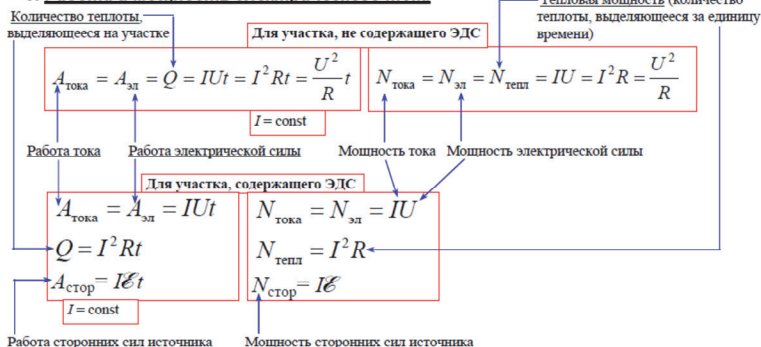 Количество теплоты,
выделяющееся на участке
Тепловая мощность (количество
теплоты, выделяющееся за единицу
времени)
Для участка, не содержащего ЭДС
A_тока = A_эл = Q = IUt = I²Rt = U²/R t
N_тока = N_эл = N_тепл = IU = I²R = U²/R
I = const
Работа тока Работа электрической силы Мощность тока Мощность электрической силы
Для участка, содержащего ЭДС
A_тока = A_эл = IUt
Q = I²Rt
A_стор = Iℰt
N_тока = N_эл = IU
N_тепл = I²R
N_стор = Iℰ
I = const
Работа сторонних сил источника Мощность сторонних сил источника